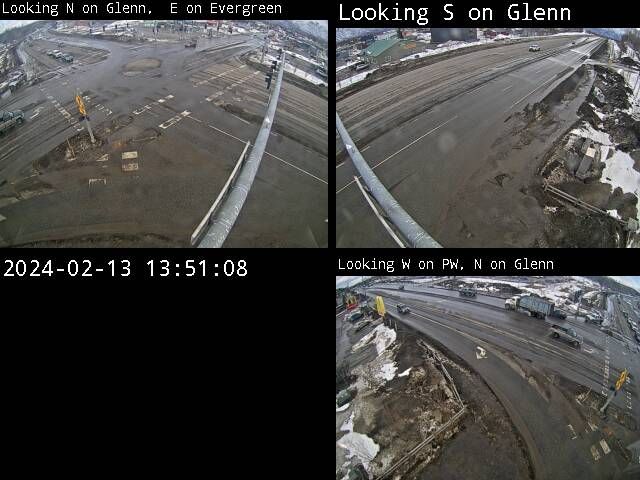 Looking N on Glenn,  E on Evergreen
Looking S on Glenn
2024-02-13 13:51:08
Looking W on PW, N on Glenn